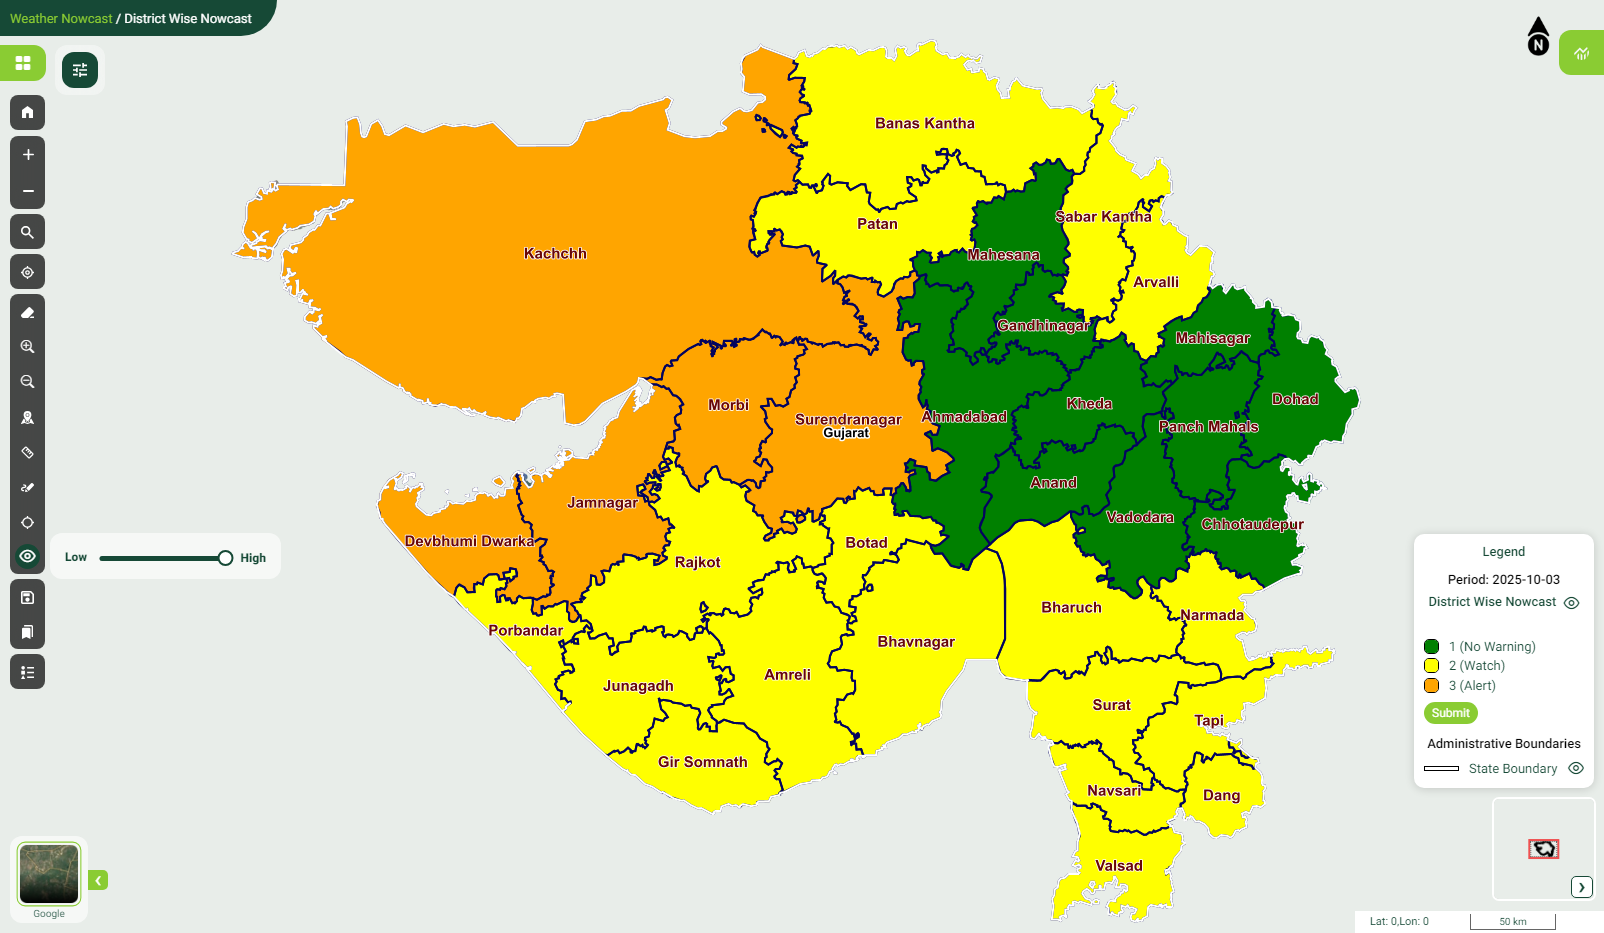 Weather Nowcast / District Wise Nowcast
N
Banas Kantha
Patan
Sabar Kantha
Mahesana
Kachchh
Arvalli
Gandhinagar
Mahisagar
Morbi
Surendranagar
Gujarat
Ahmadabad
Kheda
Dohad
Panch Mahals
Anand
Jamnagar
Vadodara
Chhotaudepur
Devbhumi Dwarka
Botad
Rajkot
Low
High
Bharuch
Narmada
Porbandar
Bhavnagar
Amreli
Junagadh
Surat
Tapi
Gir Somnath
Navsari
Dang
Valsad
Legend
Period: 2025-10-03
District Wise Nowcast
1 (No Warning)
2 (Watch)
3 (Alert)
Submit
Administrative Boundaries
State Boundary
Google
Lat: 0,Lon: 0
50 km